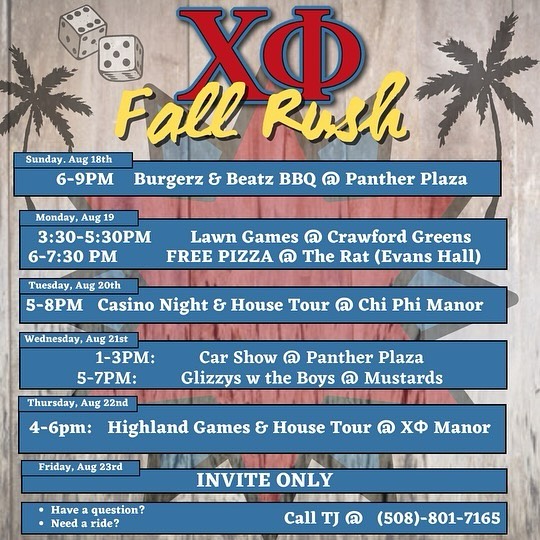 ΧΦ
Fall Rush
Sunday. Aug 18th
6-9PM Burgerz & Beatz BBQ @ Panther Plaza
Monday, Aug 19
3:30-5:30PM Lawn Games @ Crawford Greens
6-7:30 PM FREE PIZZA @ The Rat (Evans Hall)
Tuesday, Aug 20th
5-8PM Casino Night & House Tour @ Chi Phi Manor
Wednesday, Aug 21st
1-3PM: Car Show @ Panther Plaza
5-7PM: Glizzys w the Boys @ Mustards
Thursday, Aug 22nd
4-6pm: Highland Games & House Tour @ ΧΦ Manor
Friday, Aug 23rd
INVITE ONLY
• Have a question?
• Need a ride?
Call TJ @ (508)-801-7165